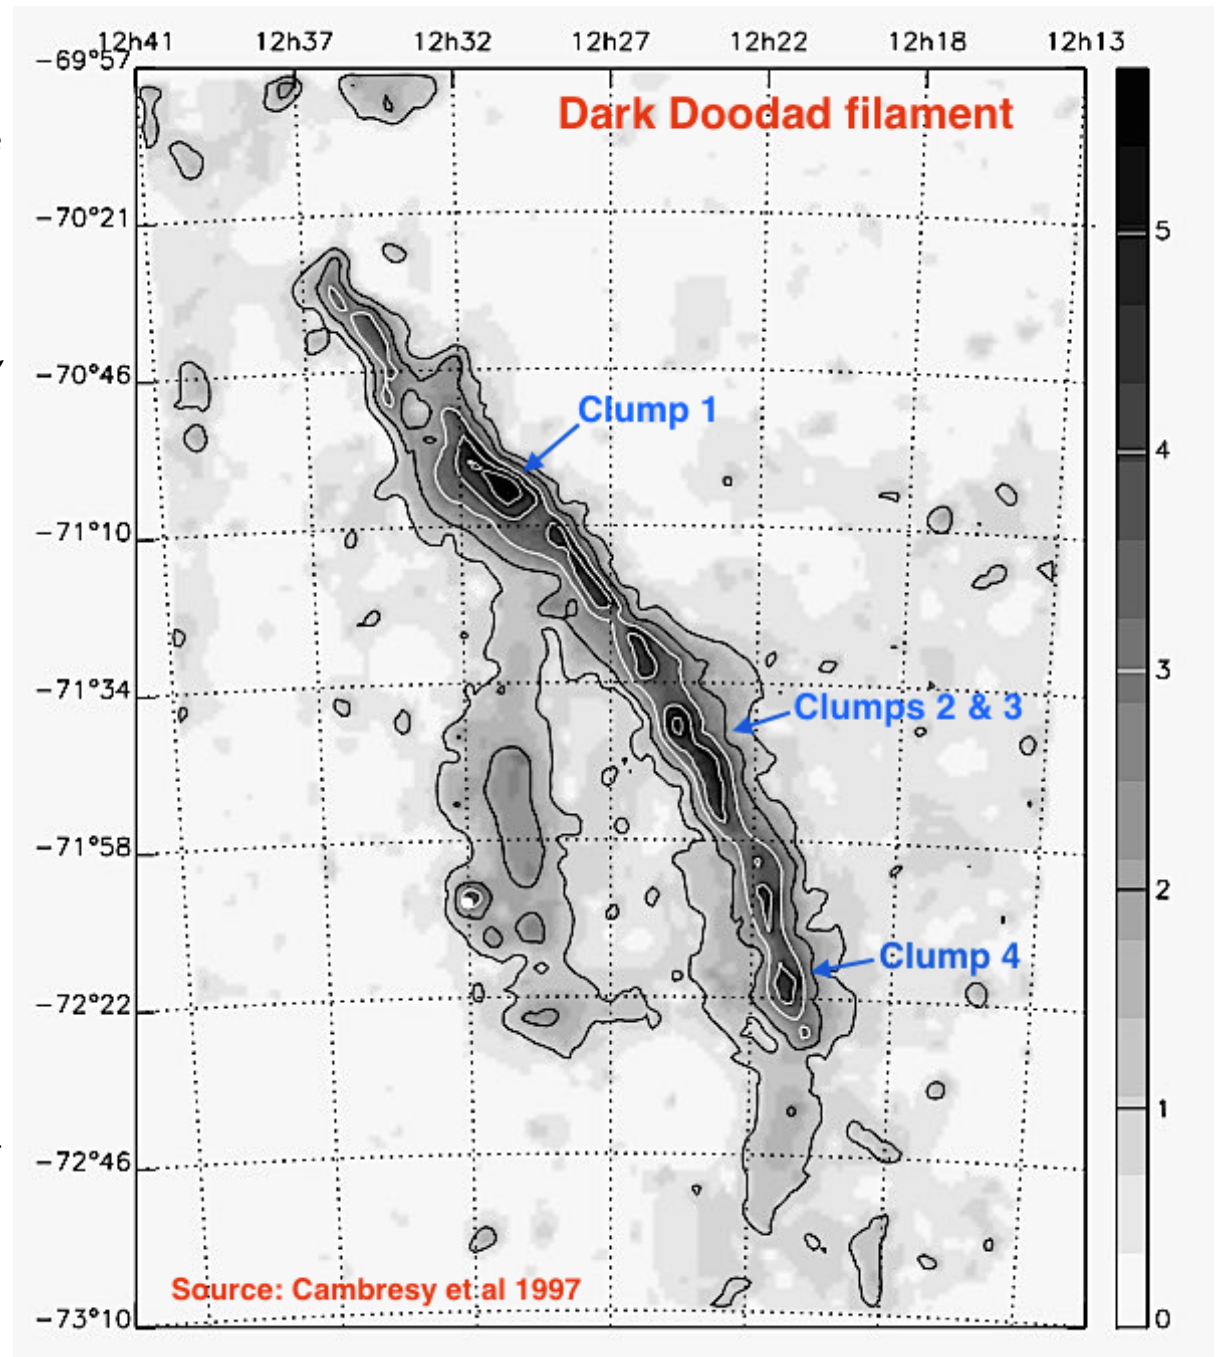 12h41 12h37 12h32 12h27 12h22 12h18 12h13
-69°57
Dark Doodad filament
-70°21
5
-70°46
Clump 1
4
-71°10
3
-71°34
Clumps 2 & 3
-71°58
2
Clump 4
-72°22
1
-72°46
Source: Cambresy et al 1997
-73°10
0